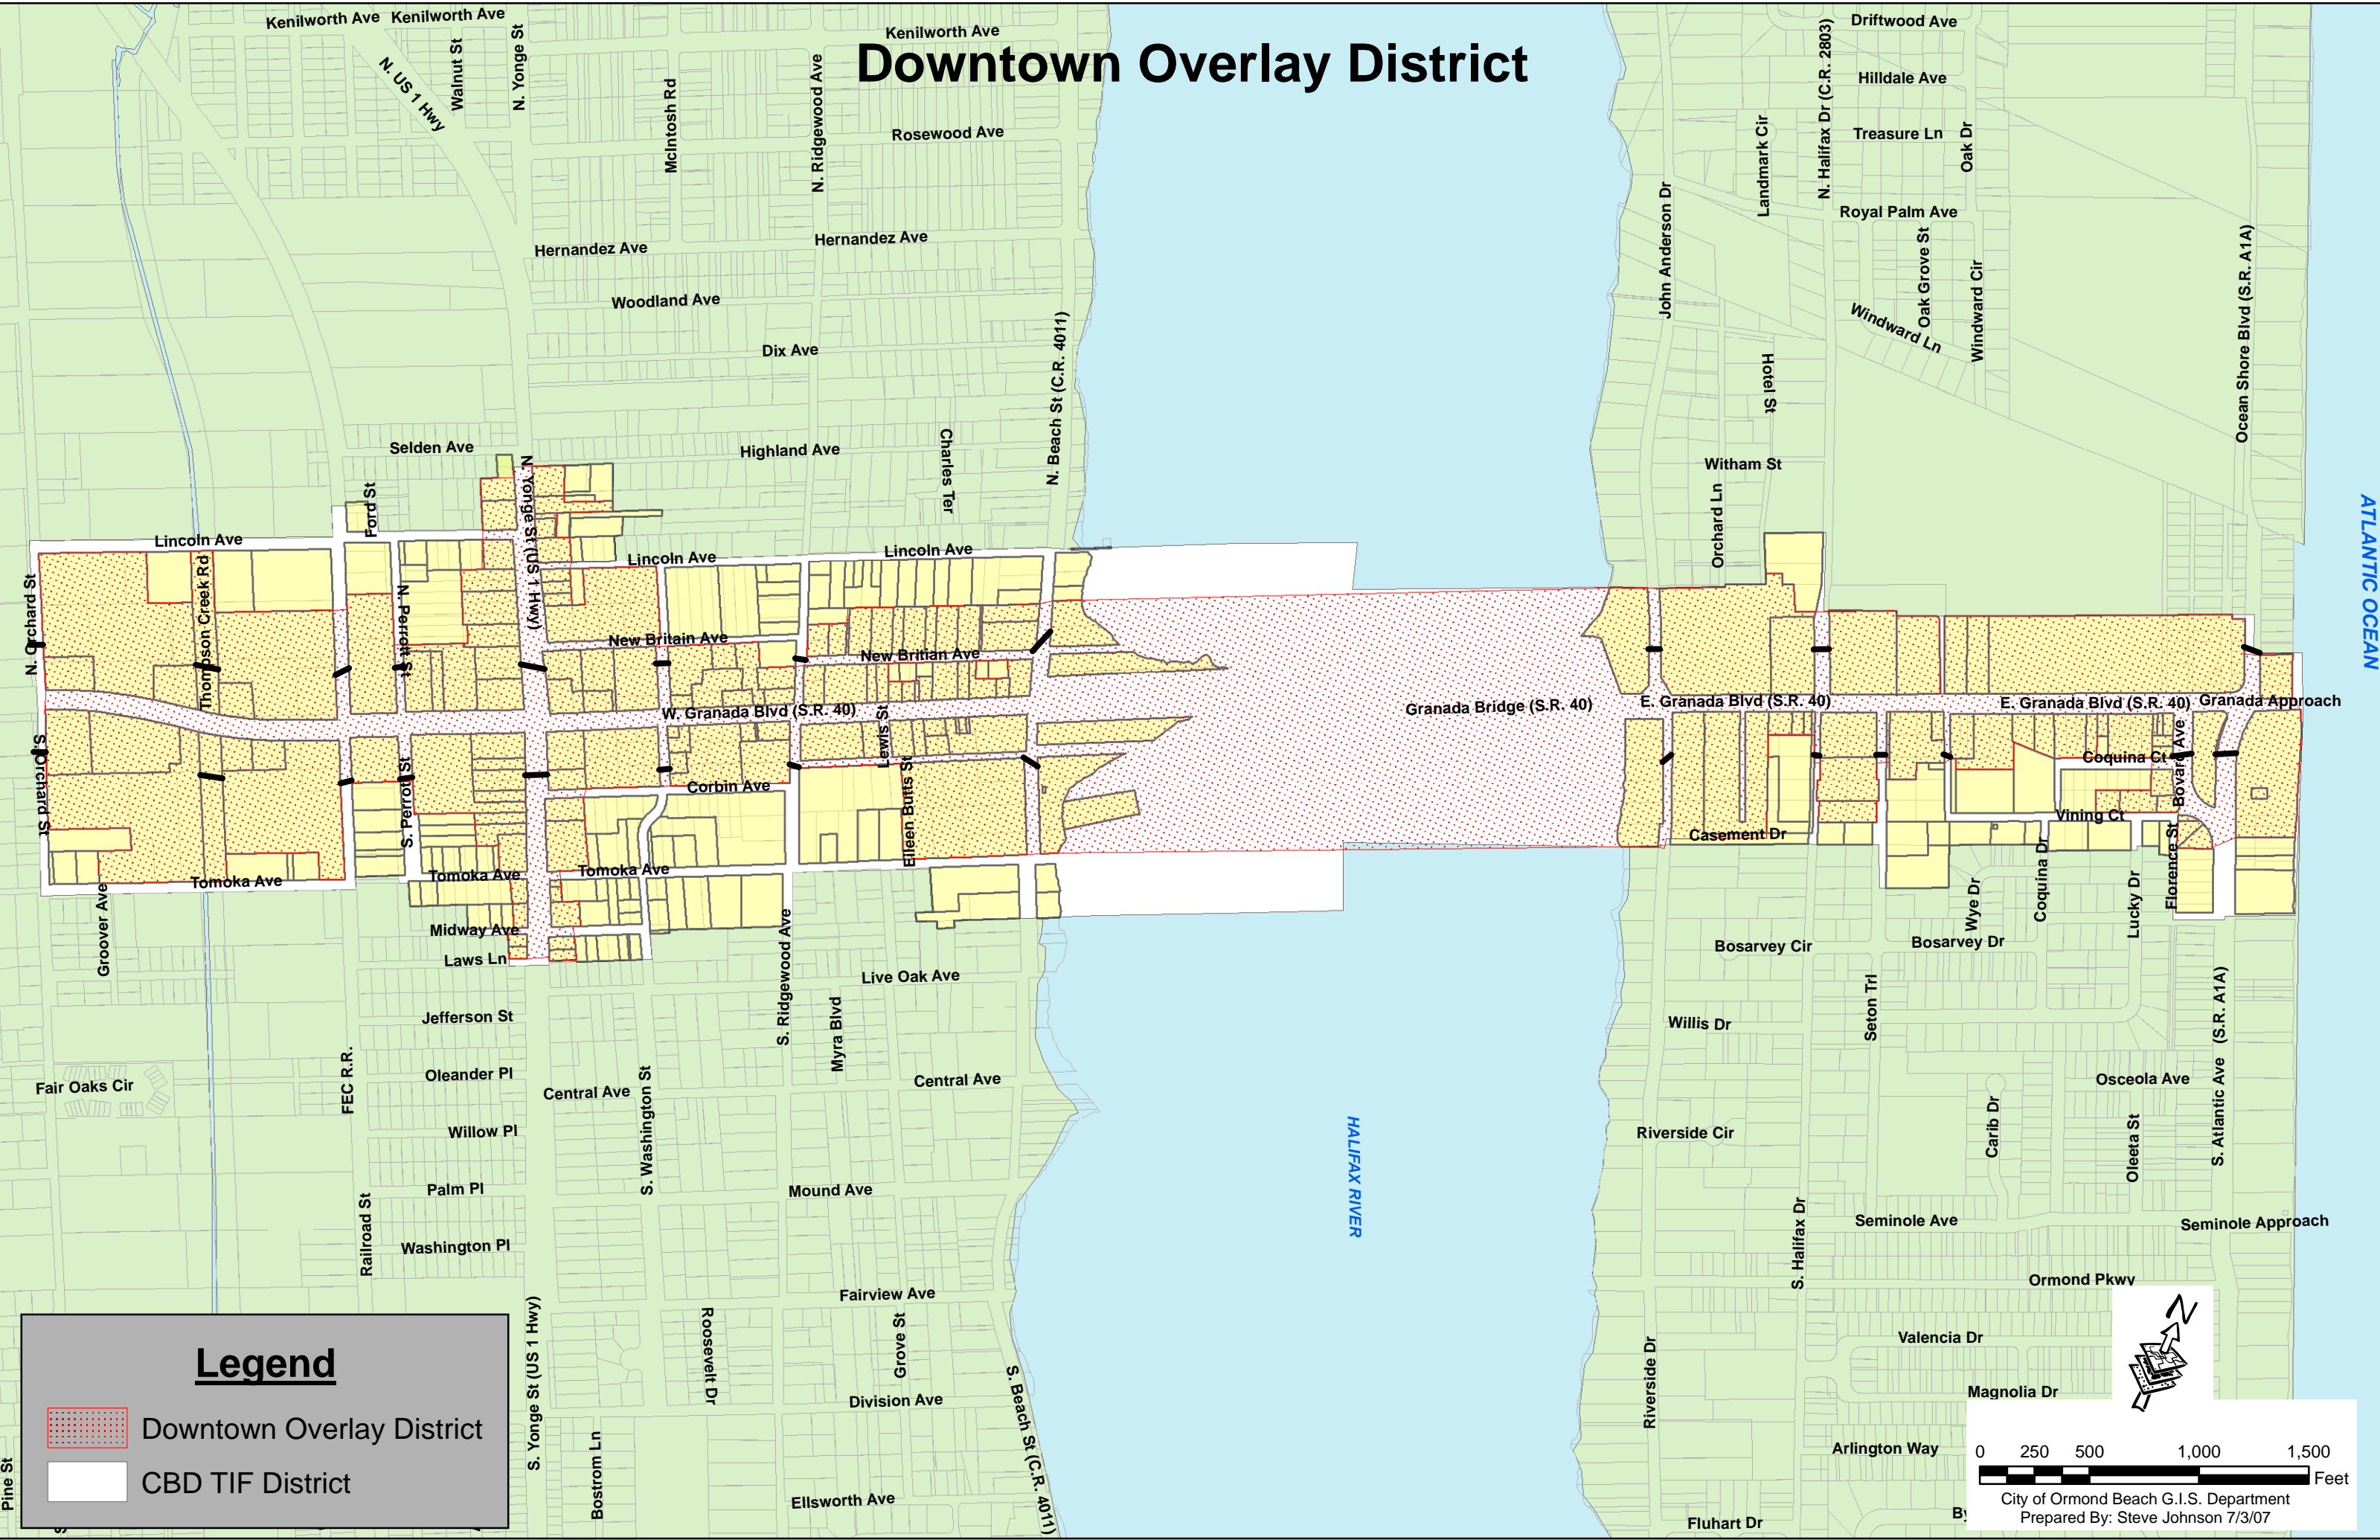 Downtown Overlay District
Kenilworth Ave
Kenilworth Ave
Kenilworth Ave
Driftwood Ave
Walnut St
N. Yonge St
N. US 1 Hwy
McIntosh Rd
N. Ridgewood Ave
Rosewood Ave
Hilldale Ave
N. Halifax Dr (C.R. 2803)
Landmark Cir
Treasure Ln
Oak Dr
John Anderson Dr
Royal Palm Ave
Hernandez Ave
Hernandez Ave
Oak Grove St
Windward Cir
Ocean Shore Blvd (S.R. A1A)
Woodland Ave
Windward Ln
Dix Ave
N. Beach St (C.R. 4011)
Hotel St
Selden Ave
Highland Ave
Charles Ter
Witham St
Orchard Ln
ATLANTIC OCEAN
Ford St
N. Yonge St (US 1 Hwy)
Lincoln Ave
Lincoln Ave
Lincoln Ave
N. Orchard St
Thompson Creek Rd
N. Perrott St
New Britain Ave
New Britian Ave
W. Granada Blvd (S.R. 40)
Granada Bridge (S.R. 40)
E. Granada Blvd (S.R. 40)
E. Granada Blvd (S.R. 40)
Granada Approach
S. Orchard St
S. Perrott St
Lewis St
Eileen Butts St
Corbin Ave
Coquina Ct
Bovard Ave
Vining Ct
Casement Dr
Tomoka Ave
Tomoka Ave
Tomoka Ave
Groover Ave
Midway Ave
Laws Ln
S. Ridgewood Ave
Live Oak Ave
Florence St
Wye Dr
Coquina Dr
Lucky Dr
Bosarvey Cir
Bosarvey Dr
Jefferson St
Myra Blvd
Willis Dr
Seton Trl
S. Atlantic Ave (S.R. A1A)
Fair Oaks Cir
FEC R.R.
Oleander Pl
Central Ave
Central Ave
S. Washington St
Osceola Ave
Willow Pl
HALIFAX RIVER
Riverside Cir
Carib Dr
Oleeta St
Palm Pl
Mound Ave
Railroad St
Washington Pl
S. Halifax Dr
Seminole Ave
Seminole Approach
Fairview Ave
Ormond Pkwy
S. Yonge St (US 1 Hwy)
Roosevelt Dr
Grove St
S. Beach St (C.R. 4011)
Riverside Dr
Valencia Dr
Division Ave
Magnolia Dr
Pine St
Bostrom Ln
Arlington Way
Ellsworth Ave
Fluhart Dr
By
Legend
Downtown Overlay District
CBD TIF District
N
0 250 500 1,000 1,500
Feet
City of Ormond Beach G.I.S. Department
Prepared By: Steve Johnson 7/3/07